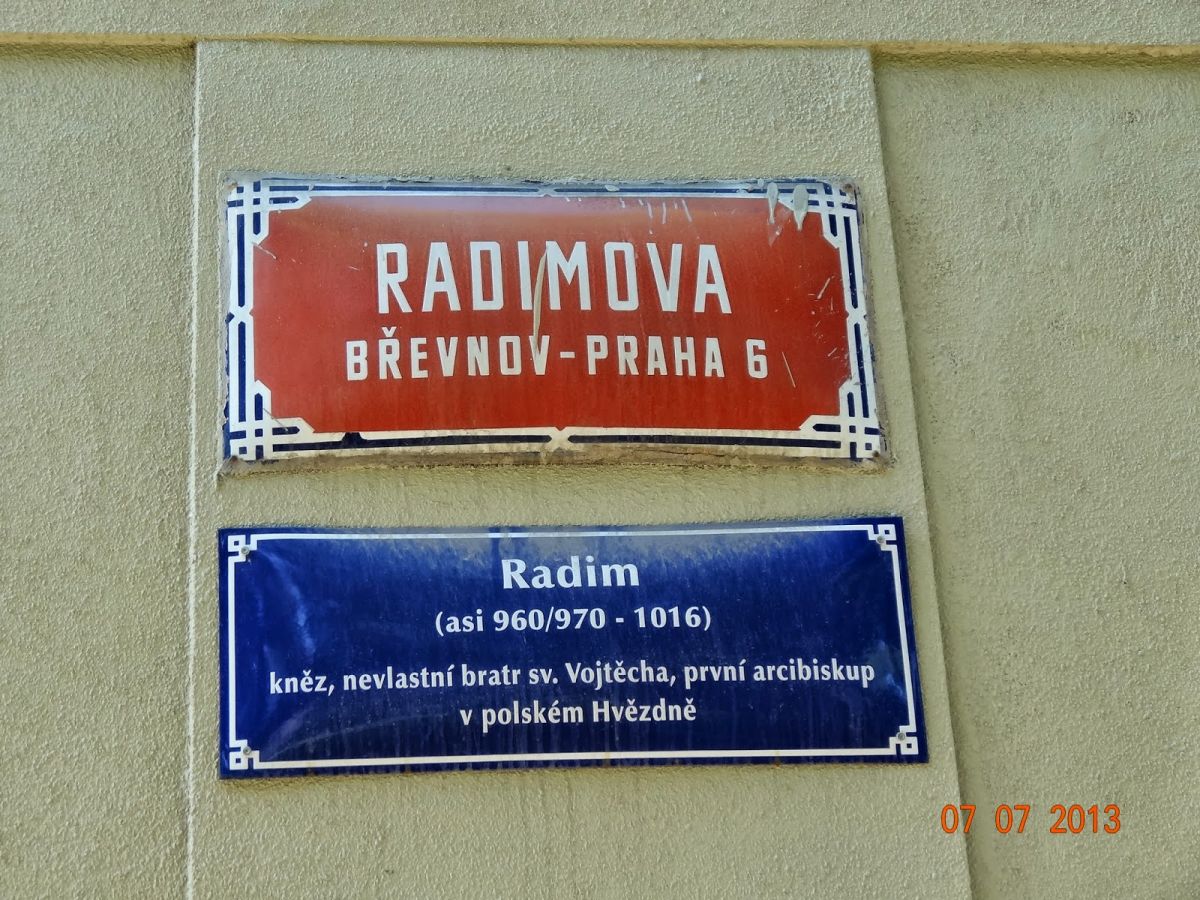 RADIMOVA
BŘEVNOV-PRAHA 6
Radim
(asi 960/970 - 1016)
kněz, nevlastní bratr sv. Vojtěcha, první arcibiskup
v polském Hvězdně
07 07 2013